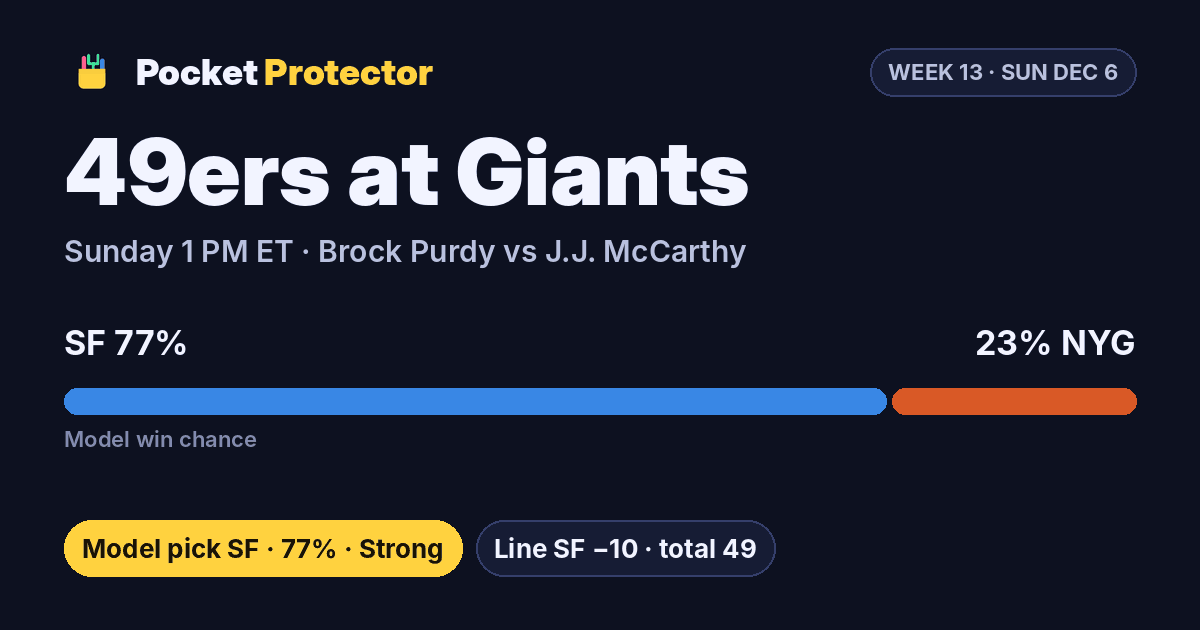 Pocket Protector
WEEK 13 · SUN DEC 6
49ers at Giants
Sunday 1 PM ET · Brock Purdy vs J.J. McCarthy
SF 77%
23% NYG
Model win chance
Model pick SF · 77% · Strong
Line SF −10 · total 49